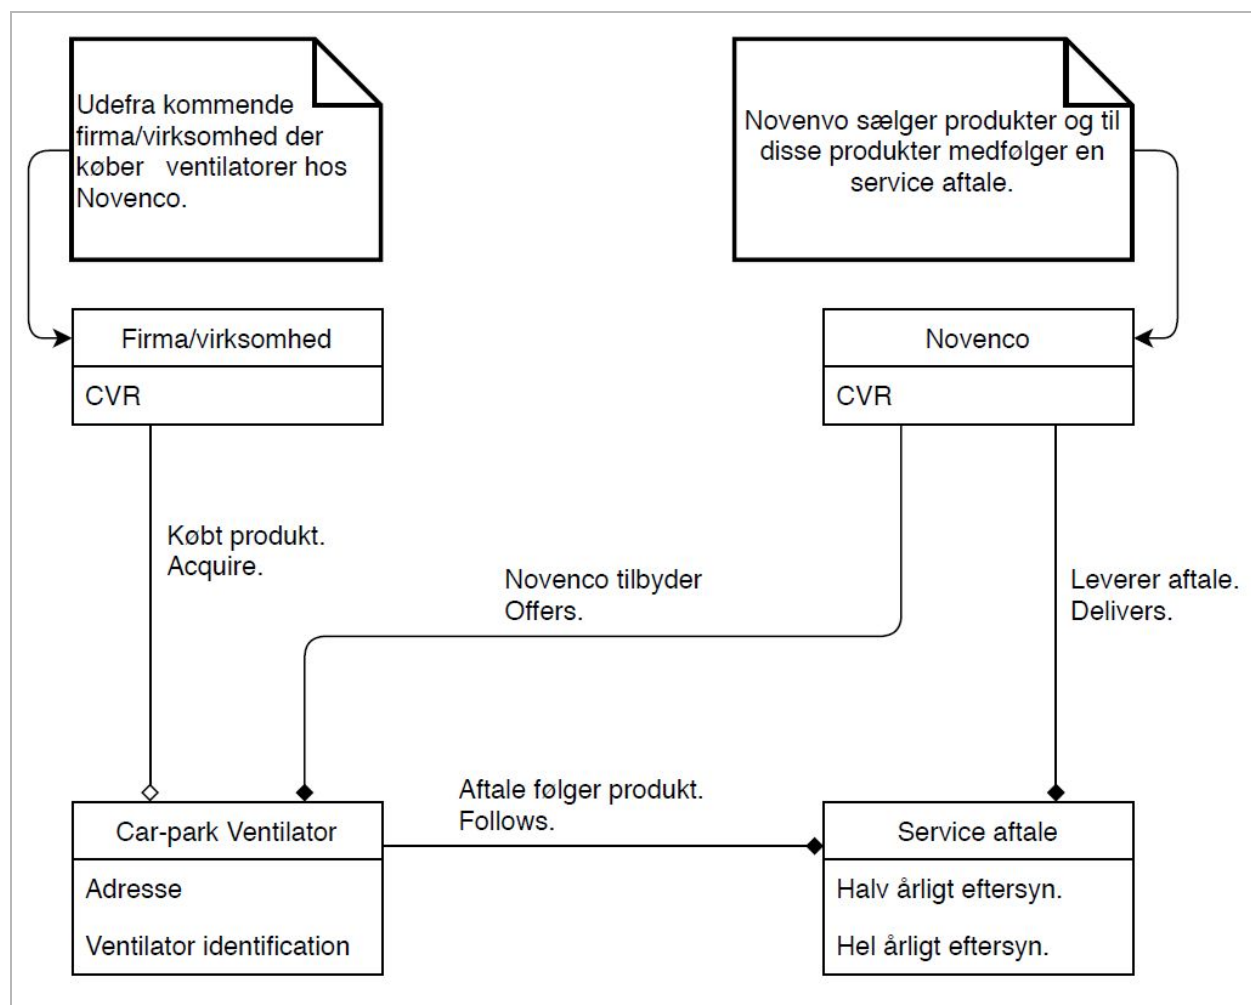 Udefra kommende
firma/virksomhed der
køber   ventilatorer hos
Novenco.
Novenvo sælger produkter og til
disse produkter medfølger en
service aftale.
Firma/virksomhed
CVR
Novenco
CVR
Købt produkt.
Acquire.
Novenco tilbyder
Offers.
Leverer aftale.
Delivers.
Aftale følger produkt.
Follows.
Car-park Ventilator
Adresse
Ventilator identification
Service aftale
Halv årligt eftersyn.
Hel årligt eftersyn.